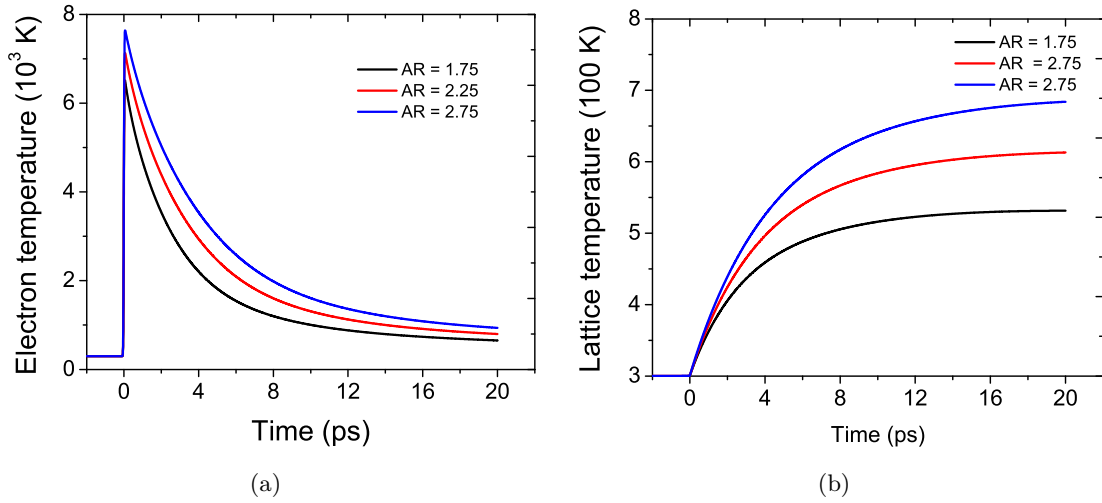 Electron temperature (10³ K)
8
6
4
2
0
AR = 1.75
AR = 2.25
AR = 2.75
0 4 8 12 16 20
Time (ps)
(a)
Lattice temperature (100 K)
8
7
6
5
4
3
AR = 1.75
AR = 2.75
AR = 2.75
0 4 8 12 16 20
Time (ps)
(b)